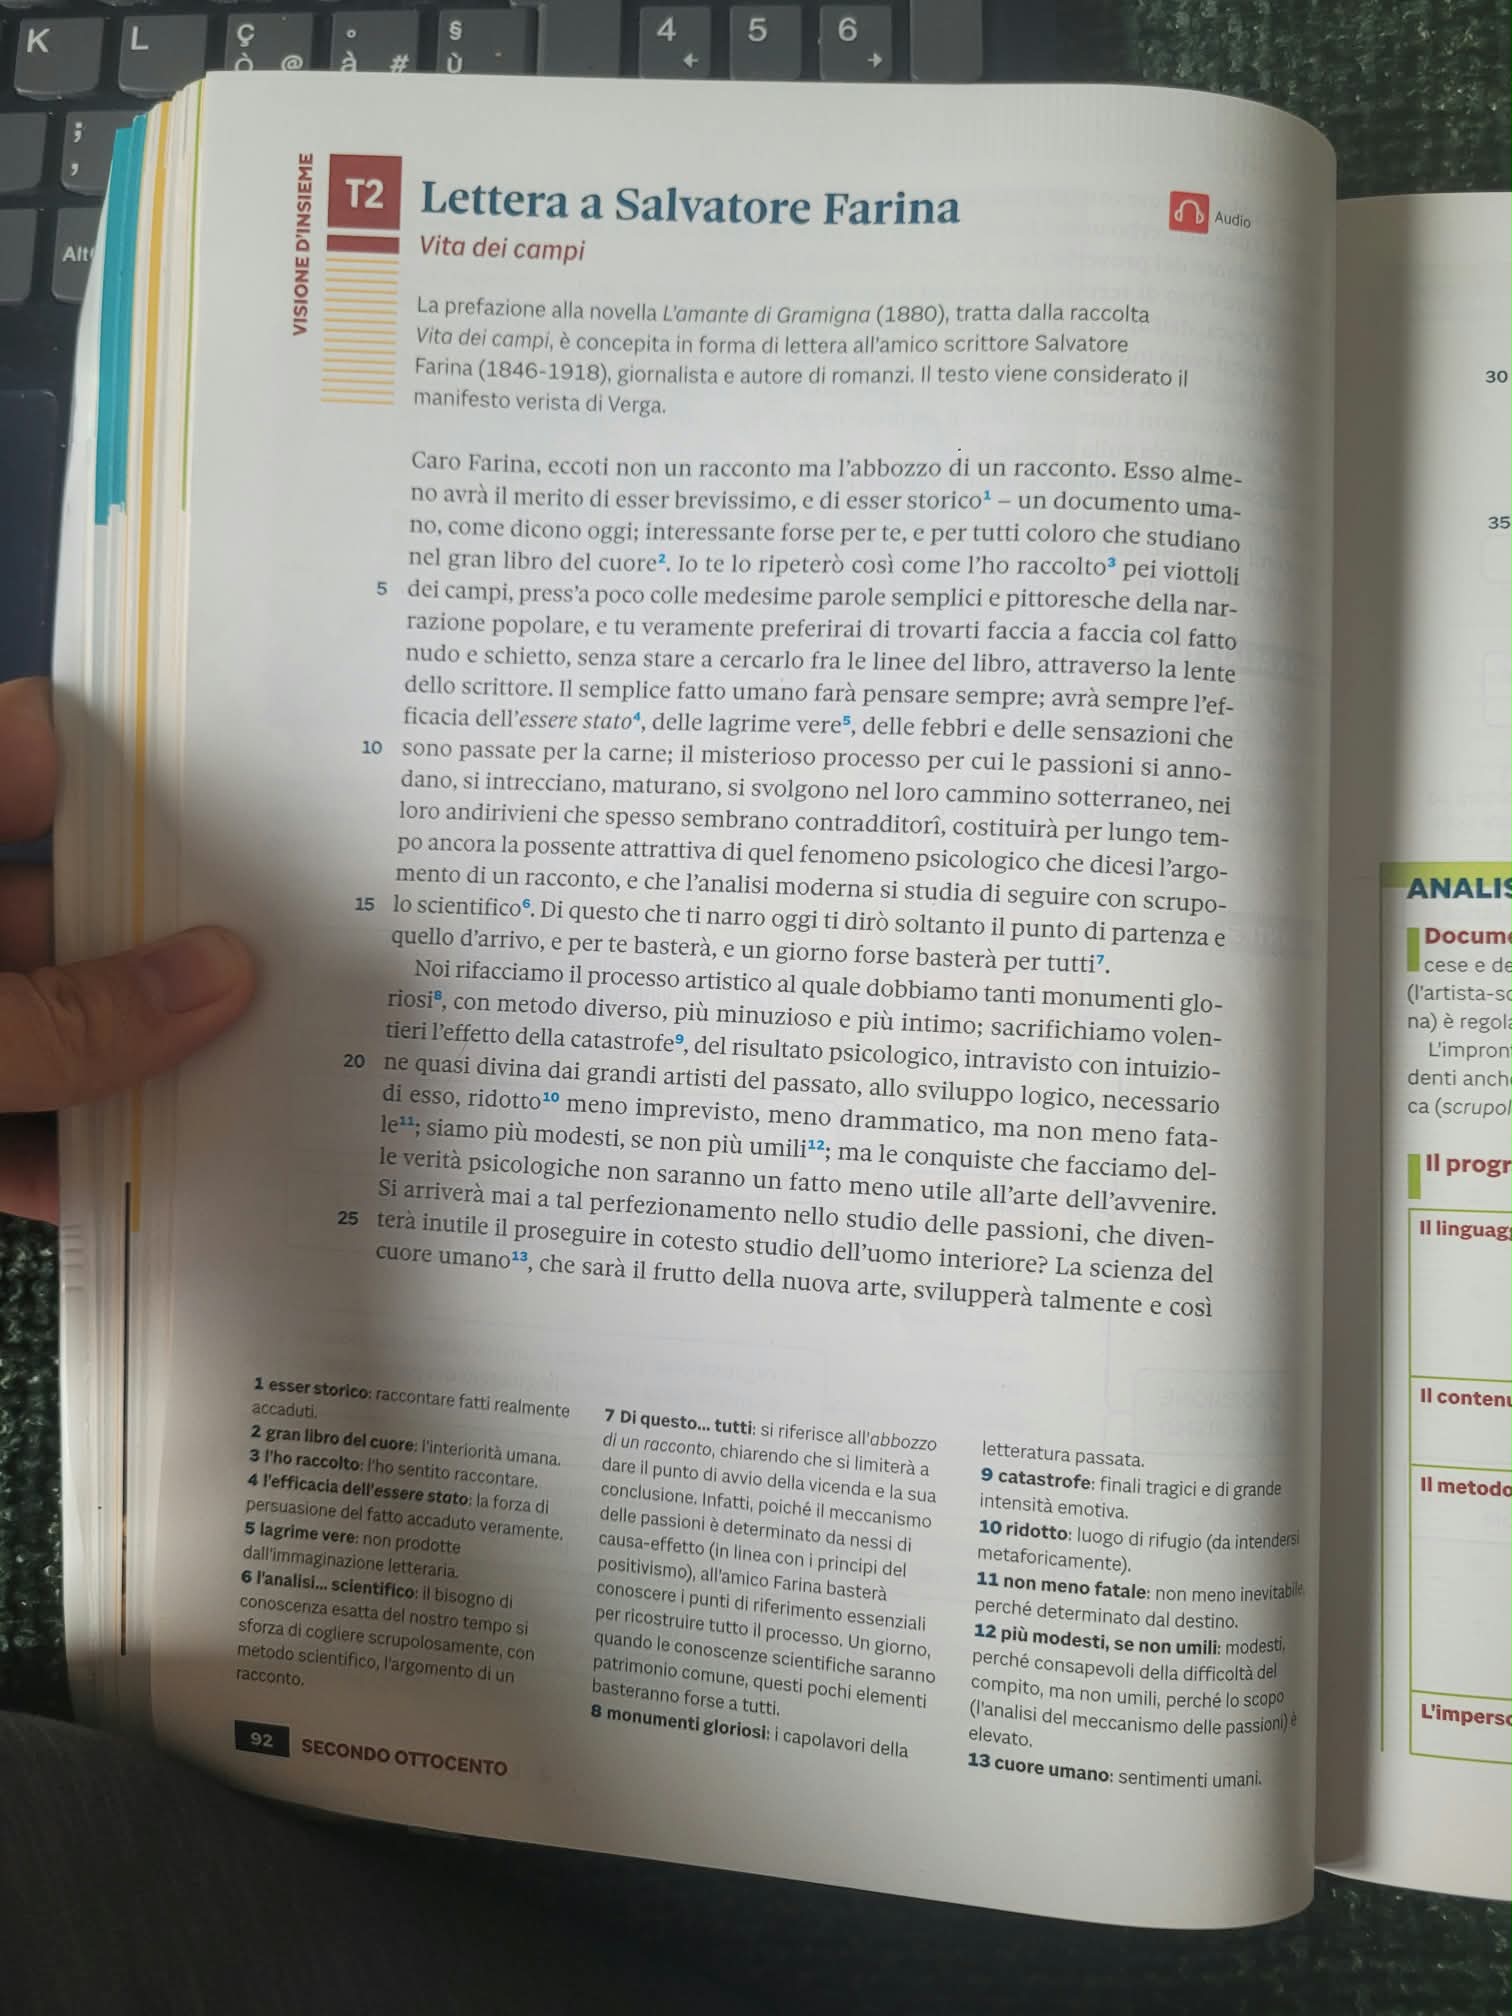 K L Ç Ò @ ° à # § Ù 4 5 6
; ,
Alt
VISIONE D'INSIEME
T2
Lettera a Salvatore Farina
Audio
Vita dei campi
La prefazione alla novella L'amante di Gramigna (1880), tratta dalla raccolta
Vita dei campi, è concepita in forma di lettera all'amico scrittore Salvatore
Farina (1846-1918), giornalista e autore di romanzi. Il testo viene considerato il
manifesto verista di Verga.
Caro Farina, eccoti non un racconto ma l'abbozzo di un racconto. Esso alme-
no avrà il merito di esser brevissimo, e di esser storico¹ – un documento uma-
no, come dicono oggi; interessante forse per te, e per tutti coloro che studiano
nel gran libro del cuore². Io te lo ripeterò così come l'ho raccolto³ pei viottoli
5 dei campi, press'a poco colle medesime parole semplici e pittoresche della nar-
razione popolare, e tu veramente preferirai di trovarti faccia a faccia col fatto
nudo e schietto, senza stare a cercarlo fra le linee del libro, attraverso la lente
dello scrittore. Il semplice fatto umano farà pensare sempre; avrà sempre l'ef-
ficacia dell'essere stato⁴, delle lagrime vere⁵, delle febbri e delle sensazioni che
10 sono passate per la carne; il misterioso processo per cui le passioni si anno-
dano, si intrecciano, maturano, si svolgono nel loro cammino sotterraneo, nei
loro andirivieni che spesso sembrano contradditorî, costituirà per lungo tem-
po ancora la possente attrattiva di quel fenomeno psicologico che dicesi l'argo-
mento di un racconto, e che l'analisi moderna si studia di seguire con scrupo-
15 lo scientifico⁶. Di questo che ti narro oggi ti dirò soltanto il punto di partenza e
quello d'arrivo, e per te basterà, e un giorno forse basterà per tutti⁷.
Noi rifacciamo il processo artistico al quale dobbiamo tanti monumenti glo-
riosi⁸, con metodo diverso, più minuzioso e più intimo; sacrifichiamo volen-
tieri l'effetto della catastrofe⁹, del risultato psicologico, intravisto con intuizio-
20 ne quasi divina dai grandi artisti del passato, allo sviluppo logico, necessario
di esso, ridotto¹⁰ meno imprevisto, meno drammatico, ma non meno fata-
le¹¹; siamo più modesti, se non più umili¹²; ma le conquiste che facciamo del-
le verità psicologiche non saranno un fatto meno utile all'arte dell'avvenire.
Si arriverà mai a tal perfezionamento nello studio delle passioni, che diven-
25 terà inutile il proseguire in cotesto studio dell'uomo interiore? La scienza del
cuore umano¹³, che sarà il frutto della nuova arte, svilupperà talmente e così
1 esser storico: raccontare fatti realmente
accaduti.
2 gran libro del cuore: l'interiorità umana.
3 l'ho raccolto: l'ho sentito raccontare.
4 l'efficacia dell'essere stato: la forza di
persuasione del fatto accaduto veramente.
5 lagrime vere: non prodotte
dall'immaginazione letteraria.
6 l'analisi... scientifico: il bisogno di
conoscenza esatta del nostro tempo si
sforza di cogliere scrupolosamente, con
metodo scientifico, l'argomento di un
racconto.
7 Di questo... tutti: si riferisce all'abbozzo
di un racconto, chiarendo che si limiterà a
dare il punto di avvio della vicenda e la sua
conclusione. Infatti, poiché il meccanismo
delle passioni è determinato da nessi di
causa-effetto (in linea con i principi del
positivismo), all'amico Farina basterà
conoscere i punti di riferimento essenziali
per ricostruire tutto il processo. Un giorno,
quando le conoscenze scientifiche saranno
patrimonio comune, questi pochi elementi
basteranno forse a tutti.
8 monumenti gloriosi: i capolavori della
letteratura passata.
9 catastrofe: finali tragici e di grande
intensità emotiva.
10 ridotto: luogo di rifugio (da intendersi
metaforicamente).
11 non meno fatale: non meno inevitabile,
perché determinato dal destino.
12 più modesti, se non umili: modesti,
perché consapevoli della difficoltà del
compito, ma non umili, perché lo scopo
(l'analisi del meccanismo delle passioni) è
elevato.
13 cuore umano: sentimenti umani.
92 SECONDO OTTOCENTO
30
35
ANALIS
Docume
cese e de
(l'artista-sc
na) è regola
L'impron
denti anch
ca (scrupol
Il progr
Il linguagg
Il contenu
Il metodo
L'imperso